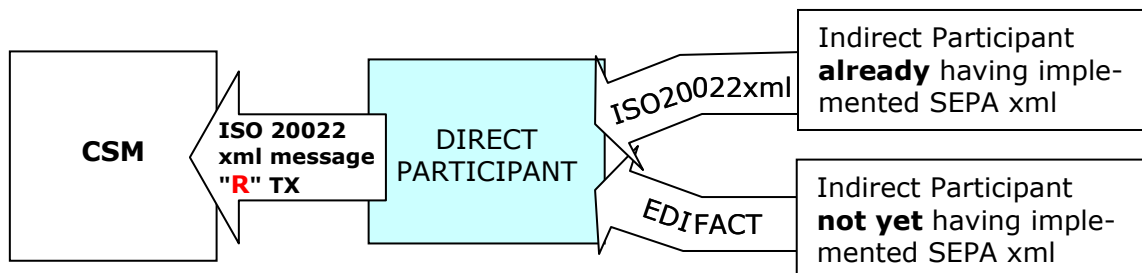 CSM
ISO 20022
xml message
"R" TX
DIRECT
PARTICIPANT
ISO20022xml
EDIFACT
Indirect Participant
already having imple-
mented SEPA xml
Indirect Participant
not yet having imple-
mented SEPA xml